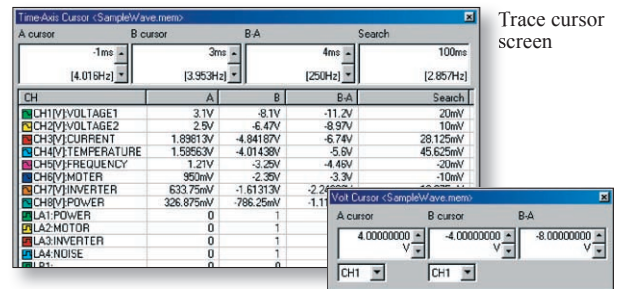 Time-Axis Cursor <SampleWave.mem>
A cursor B cursor B-A Search
-1ms 3ms 4ms 100ms
[4.016Hz] [3.953Hz] [250Hz] [2.857Hz]
CH A B B-A Search
CH1[V]:VOLTAGE1 3.1V -8.1V -11.2V 20mV
CH2[V]:VOLTAGE2 2.5V -6.47V -8.97V 10mV
CH3[V]:CURRENT 1.89813V -4.84187V -6.74V 28.125mV
CH4[V]:TEMPERATURE 1.58563V -4.01438V -5.6V 45.625mV
CH5[V]:FREQUENCY 1.21V -3.25V -4.46V -20mV
CH6[V]:MOTER 950mV -2.35V -3.3V -10mV
CH7[V]:INVERTER 633.75mV -1.61313V
CH8[V]:POWER 326.875mV -786.25mV
LA1:POWER 0 1
LA2:MOTOR 0 1
LA3:INVERTER 0 1
LA4:NOISE 0 1
Trace cursor
screen
Volt Cursor <SampleWave.mem>
A cursor B cursor B-A
4.00000000 -4.00000000 -8.00000000
V V V
CH1 CH1